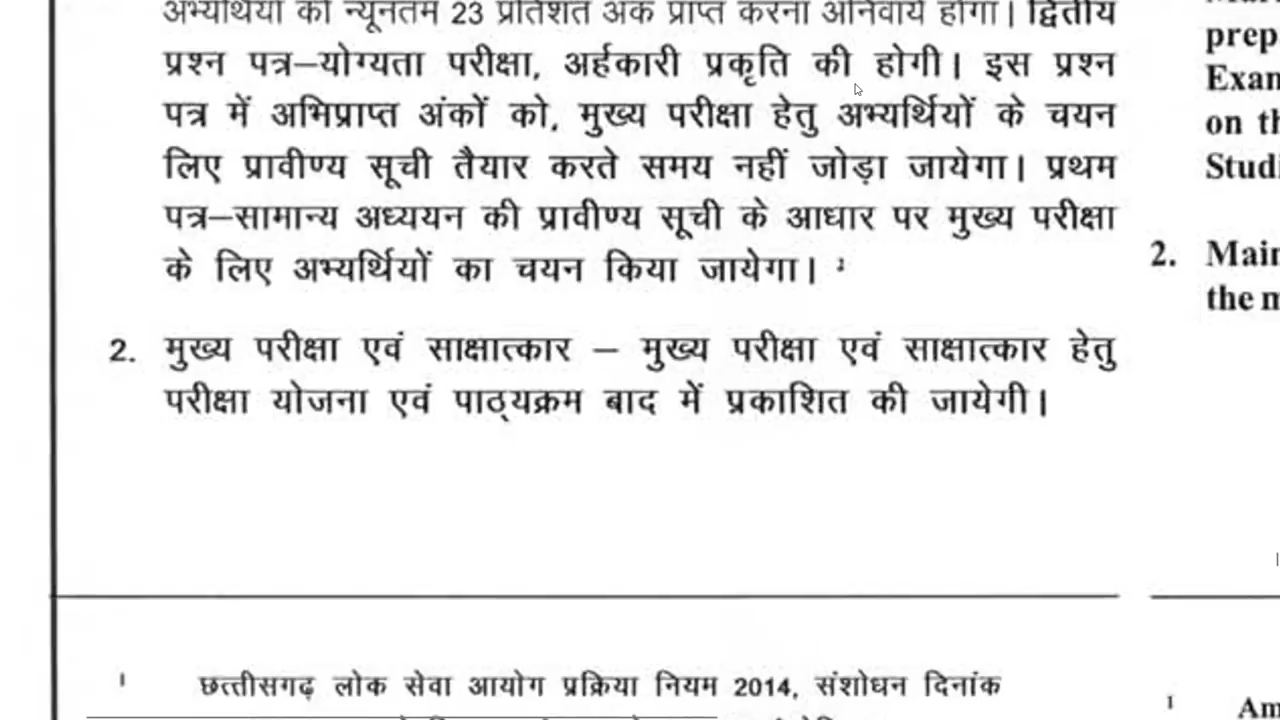 अभ्यर्थियों को न्यूनतम 23 प्रतिशत अंक प्राप्त करना अनिवार्य होगा। द्वितीय
प्रश्न पत्र–योग्यता परीक्षा, अर्हकारी प्रकृति की होगी। इस प्रश्न
पत्र में अभिप्राप्त अंकों को, मुख्य परीक्षा हेतु अभ्यर्थियों के चयन
लिए प्रावीण्य सूची तैयार करते समय नहीं जोड़ा जायेगा। प्रथम
पत्र–सामान्य अध्ययन की प्रावीण्य सूची के आधार पर मुख्य परीक्षा
के लिए अभ्यर्थियों का चयन किया जायेगा। 1
2. मुख्य परीक्षा एवं साक्षात्कार – मुख्य परीक्षा एवं साक्षात्कार हेतु
परीक्षा योजना एवं पाठ्यक्रम बाद में प्रकाशित की जायेगी।
1 छत्तीसगढ़ लोक सेवा आयोग प्रक्रिया नियम 2014, संशोधन दिनांक
prep
Exan
on th
Studi
2. Main
the m
1 Am